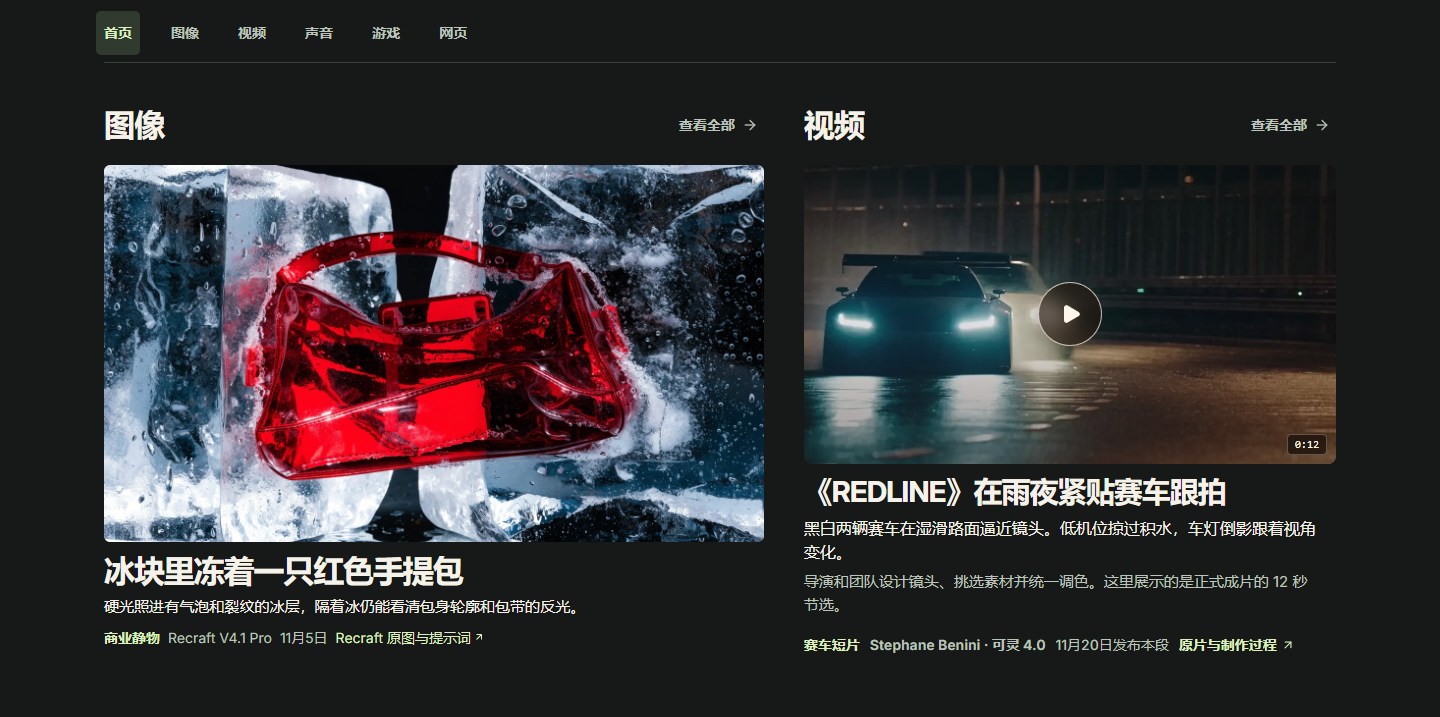 首页
图像
视频
声音
游戏
网页
图像
查看全部 →
冰块里冻着一只红色手提包
硬光照进有气泡和裂纹的冰层，隔着冰仍能看清包身轮廓和包带的反光。
商业静物 Recraft V4.1 Pro 11月5日 Recraft 原图与提示词 ↗
视频
查看全部 →
0:12
《REDLINE》在雨夜紧贴赛车跟拍
黑白两辆赛车在湿滑路面逼近镜头。低机位掠过积水，车灯倒影跟着视角
变化。
导演和团队设计镜头、挑选素材并统一调色。这里展示的是正式成片的 12 秒
节选。
赛车短片 Stephane Benini · 可灵 4.0 11月20日发布本段 原片与制作过程 ↗